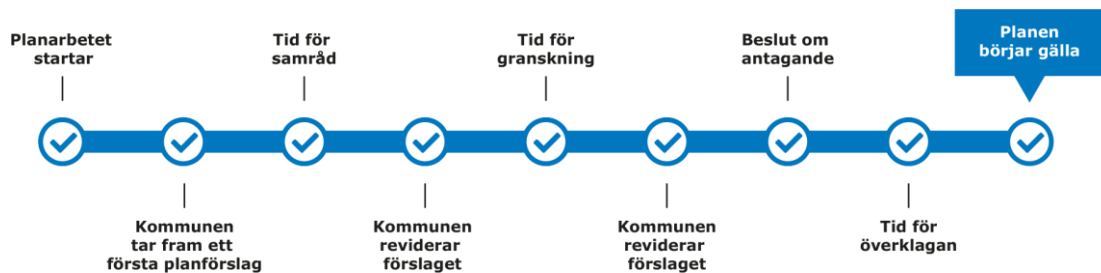 Planarbetet
startar
Kommunen
tar fram ett
första planförslag
Tid för
samråd
Kommunen
reviderar
förslaget
Tid för
granskning
Kommunen
reviderar
förslaget
Beslut om
antagande
Tid för
överklagan
Planen
börjar gälla